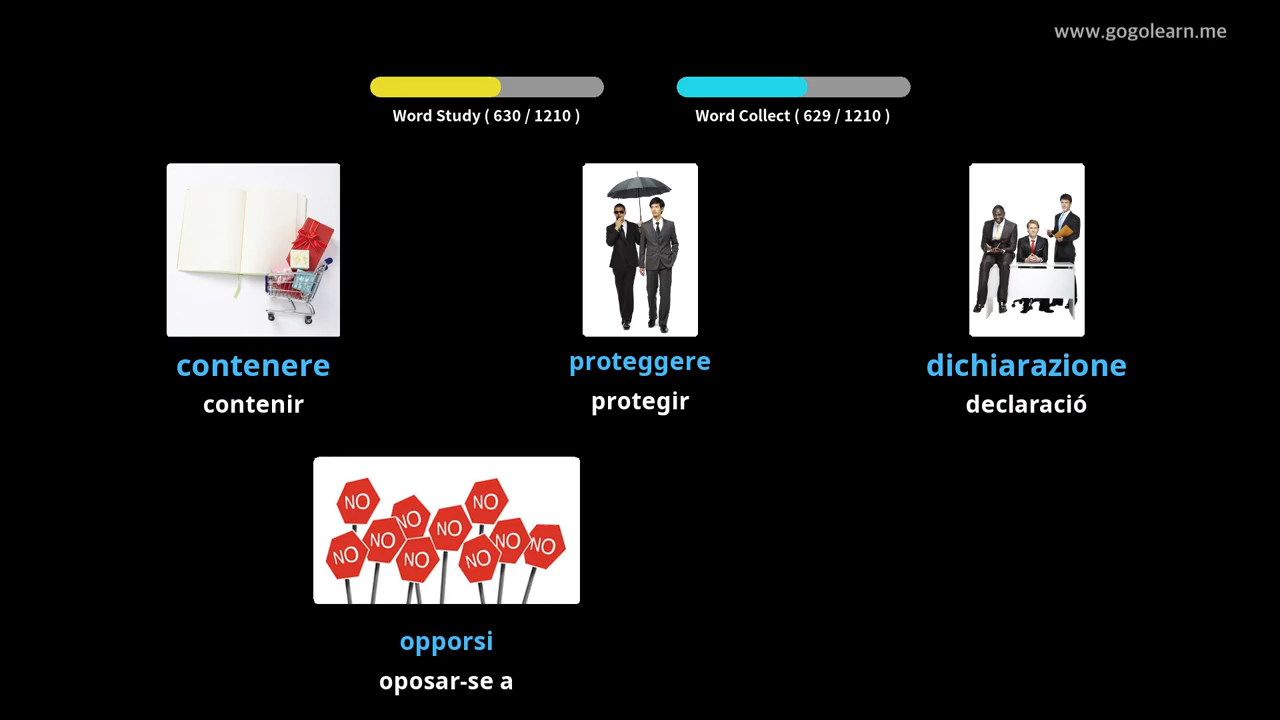 www.gogolearn.me
Word Study ( 630 / 1210 )
Word Collect ( 629 / 1210 )
contenere
contenir
proteggere
protegir
dichiarazione
declaració
NO
NO
NO
NO
NO
NO
NO
NO
NO
NO
opporsi
oposar-se a